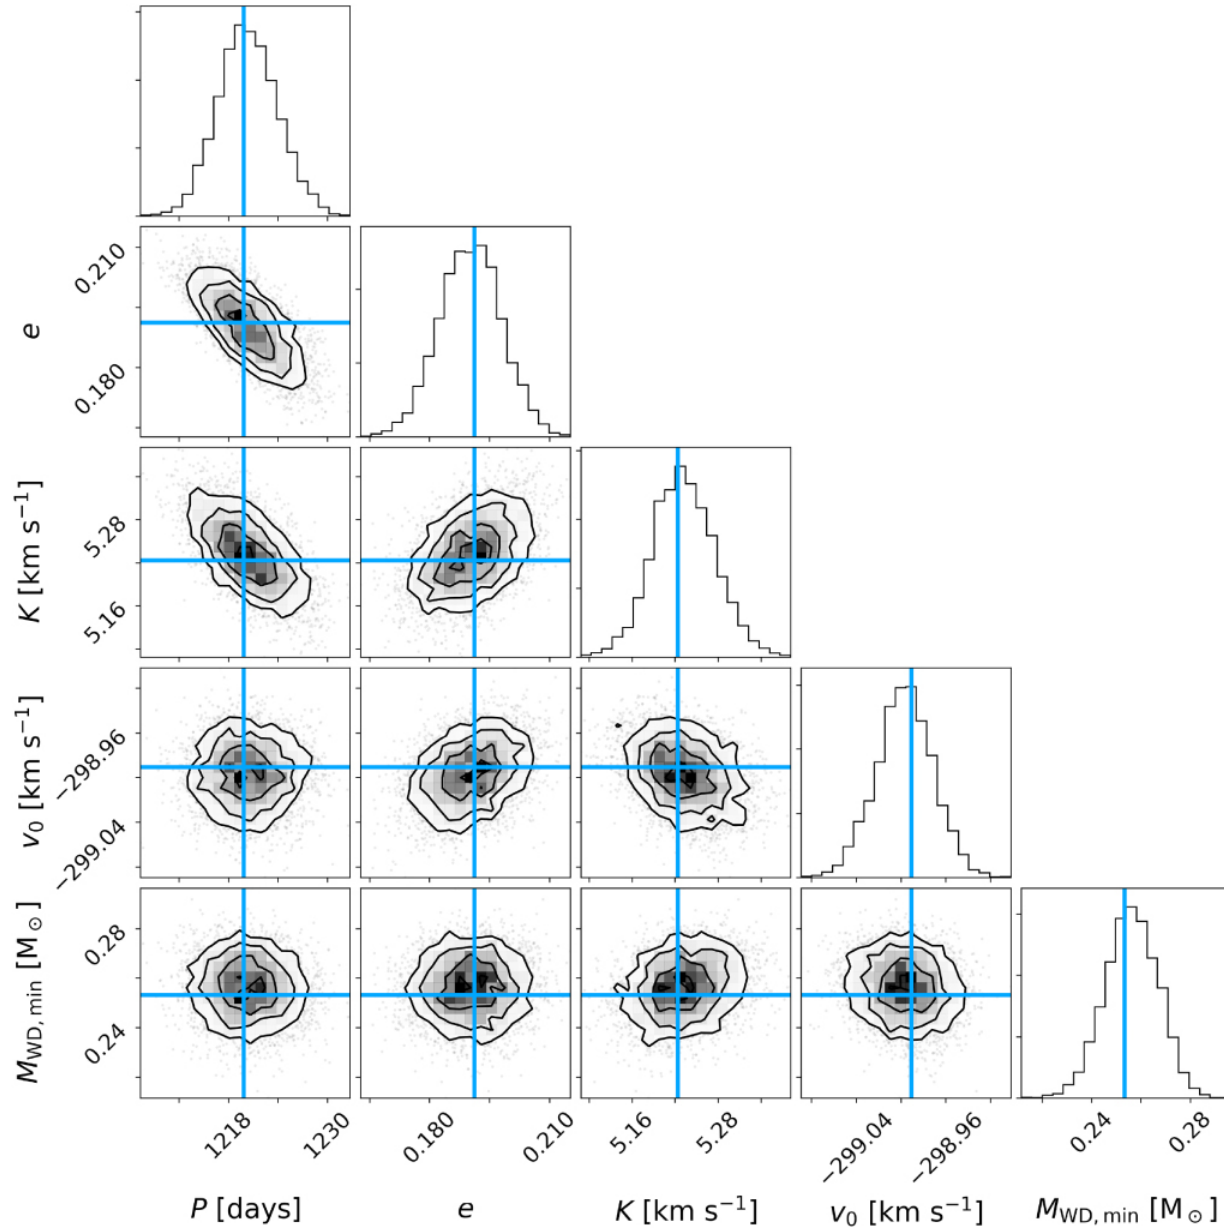 0.210
0.180
e
5.28
5.16
K [km s⁻¹]
−298.96
−299.04
v₀ [km s⁻¹]
0.28
0.24
M_WD, min [M_⊙]
1218 1230 0.180 0.210 5.16 5.28 −299.04 −298.96 0.24 0.28
P [days] e K [km s⁻¹] v₀ [km s⁻¹] M_WD, min [M_⊙]